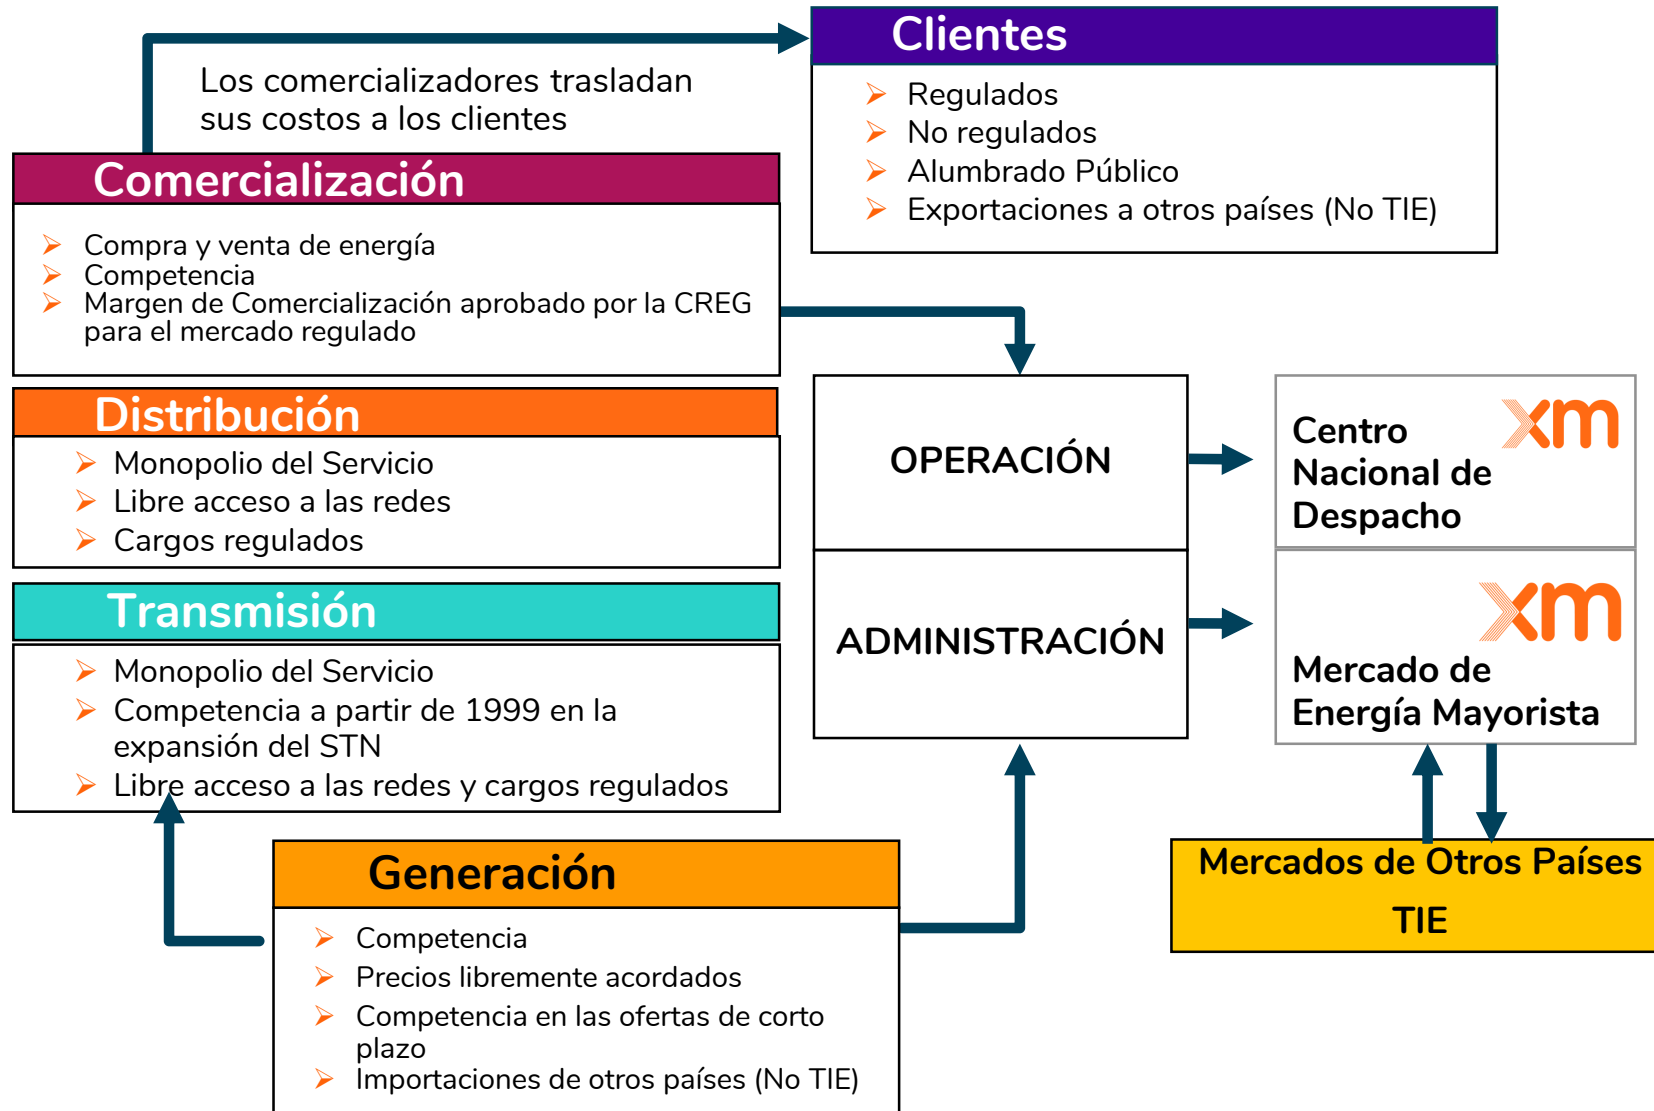 Clientes
Los comercializadores trasladan
sus costos a los clientes
Regulados
No regulados
Alumbrado Público
Exportaciones a otros países (No TIE)
Comercialización
Compra y venta de energía
Competencia
Margen de Comercialización aprobado por la CREG
para el mercado regulado
Distribución
Monopolio del Servicio
Libre acceso a las redes
Cargos regulados
Transmisión
Monopolio del Servicio
Competencia a partir de 1999 en la
expansión del STN
Libre acceso a las redes y cargos regulados
OPERACIÓN
ADMINISTRACIÓN
xm
Centro
Nacional de
Despacho
xm
Mercado de
Energía Mayorista
Mercados de Otros Países
TIE
Generación
Competencia
Precios libremente acordados
Competencia en las ofertas de corto
plazo
Importaciones de otros países (No TIE)